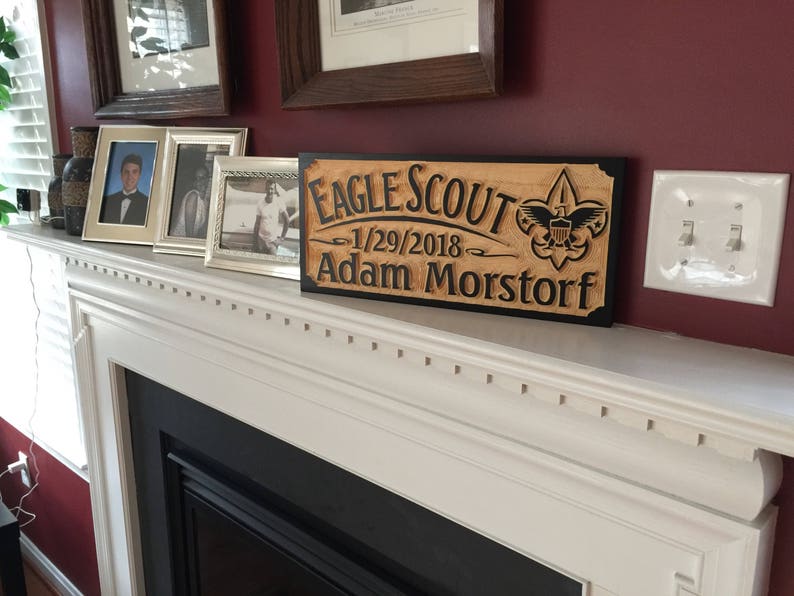 EAGLE SCOUT
1/29/2018
Adam Morstorf